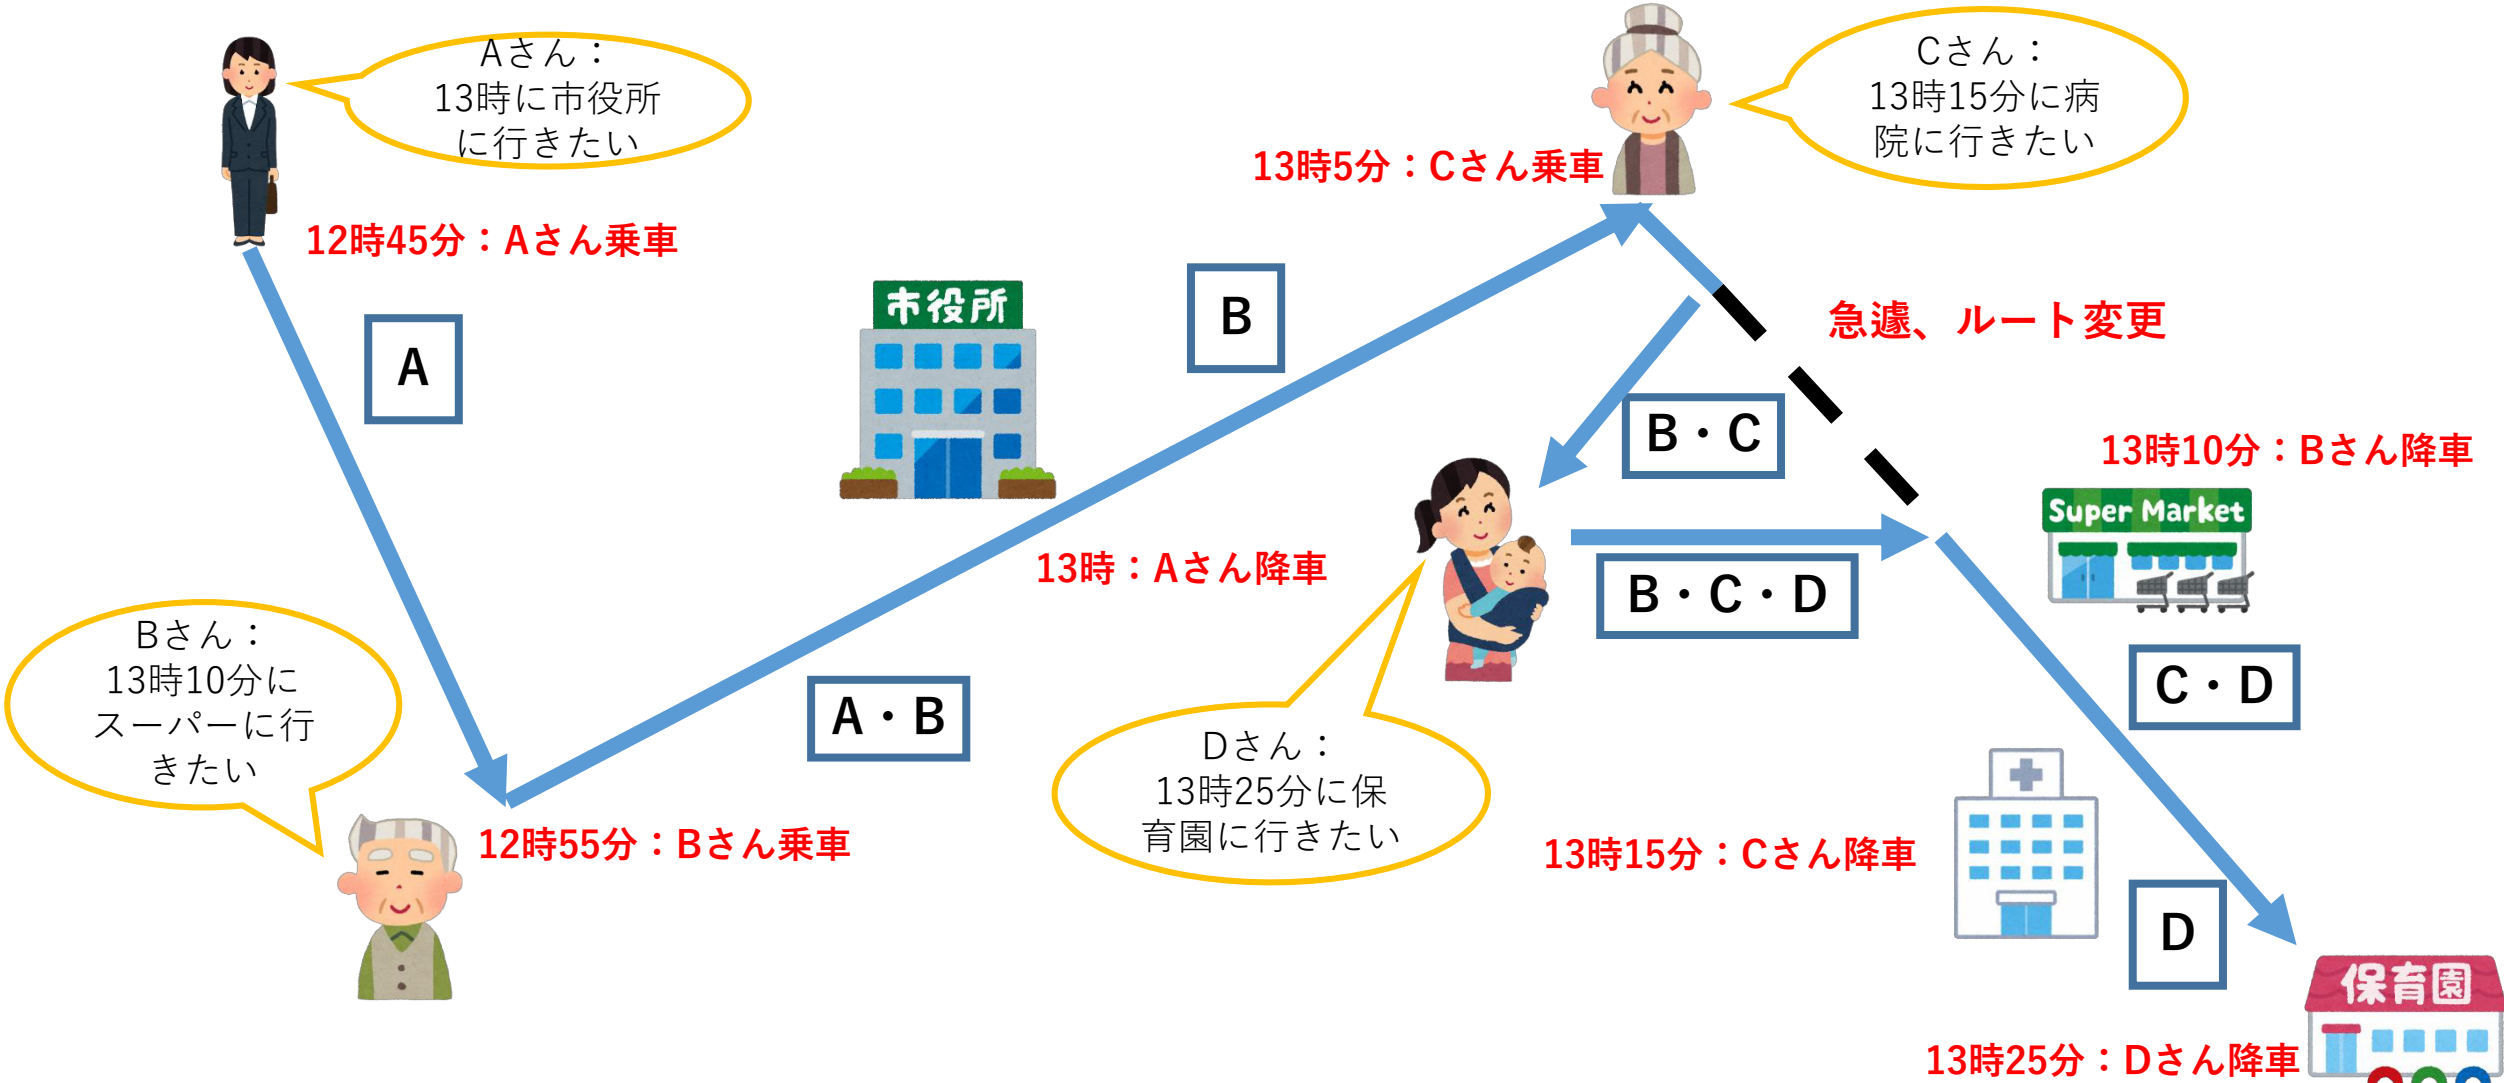 Aさん：
13時に市役所
に行きたい
12時45分：Aさん乗車
A
Bさん：
13時10分に
スーパーに行
きたい
12時55分：Bさん乗車
A・B
市役所
13時：Aさん降車
B
13時5分：Cさん乗車
Cさん：
13時15分に病
院に行きたい
急遽、ルート変更
B・C
Dさん：
13時25分に保
育園に行きたい
B・C・D
13時10分：Bさん降車
Super Market
C・D
13時15分：Cさん降車
D
保育園
13時25分：Dさん降車